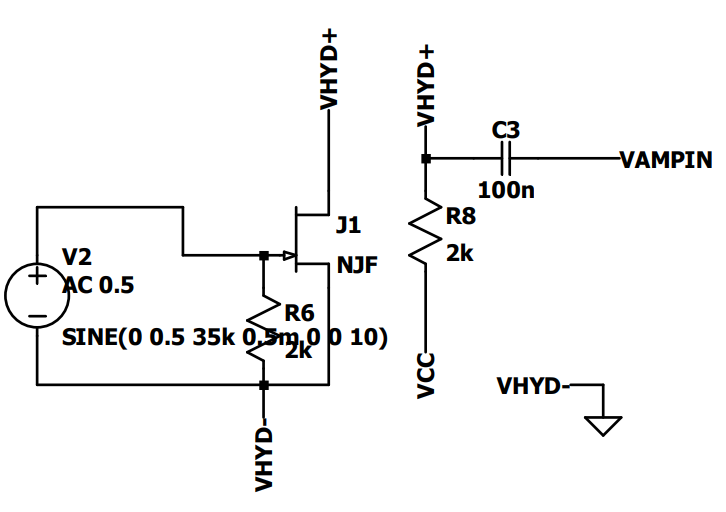 VHYD+
VHYD+
C3
VAMPIN
100n
J1
R8
V2
AC 0.5
NJF
2k
R6
SINE(0 0.5 35k 0.5m 0 0 10)
2k
VCC
VHYD-
VHYD-